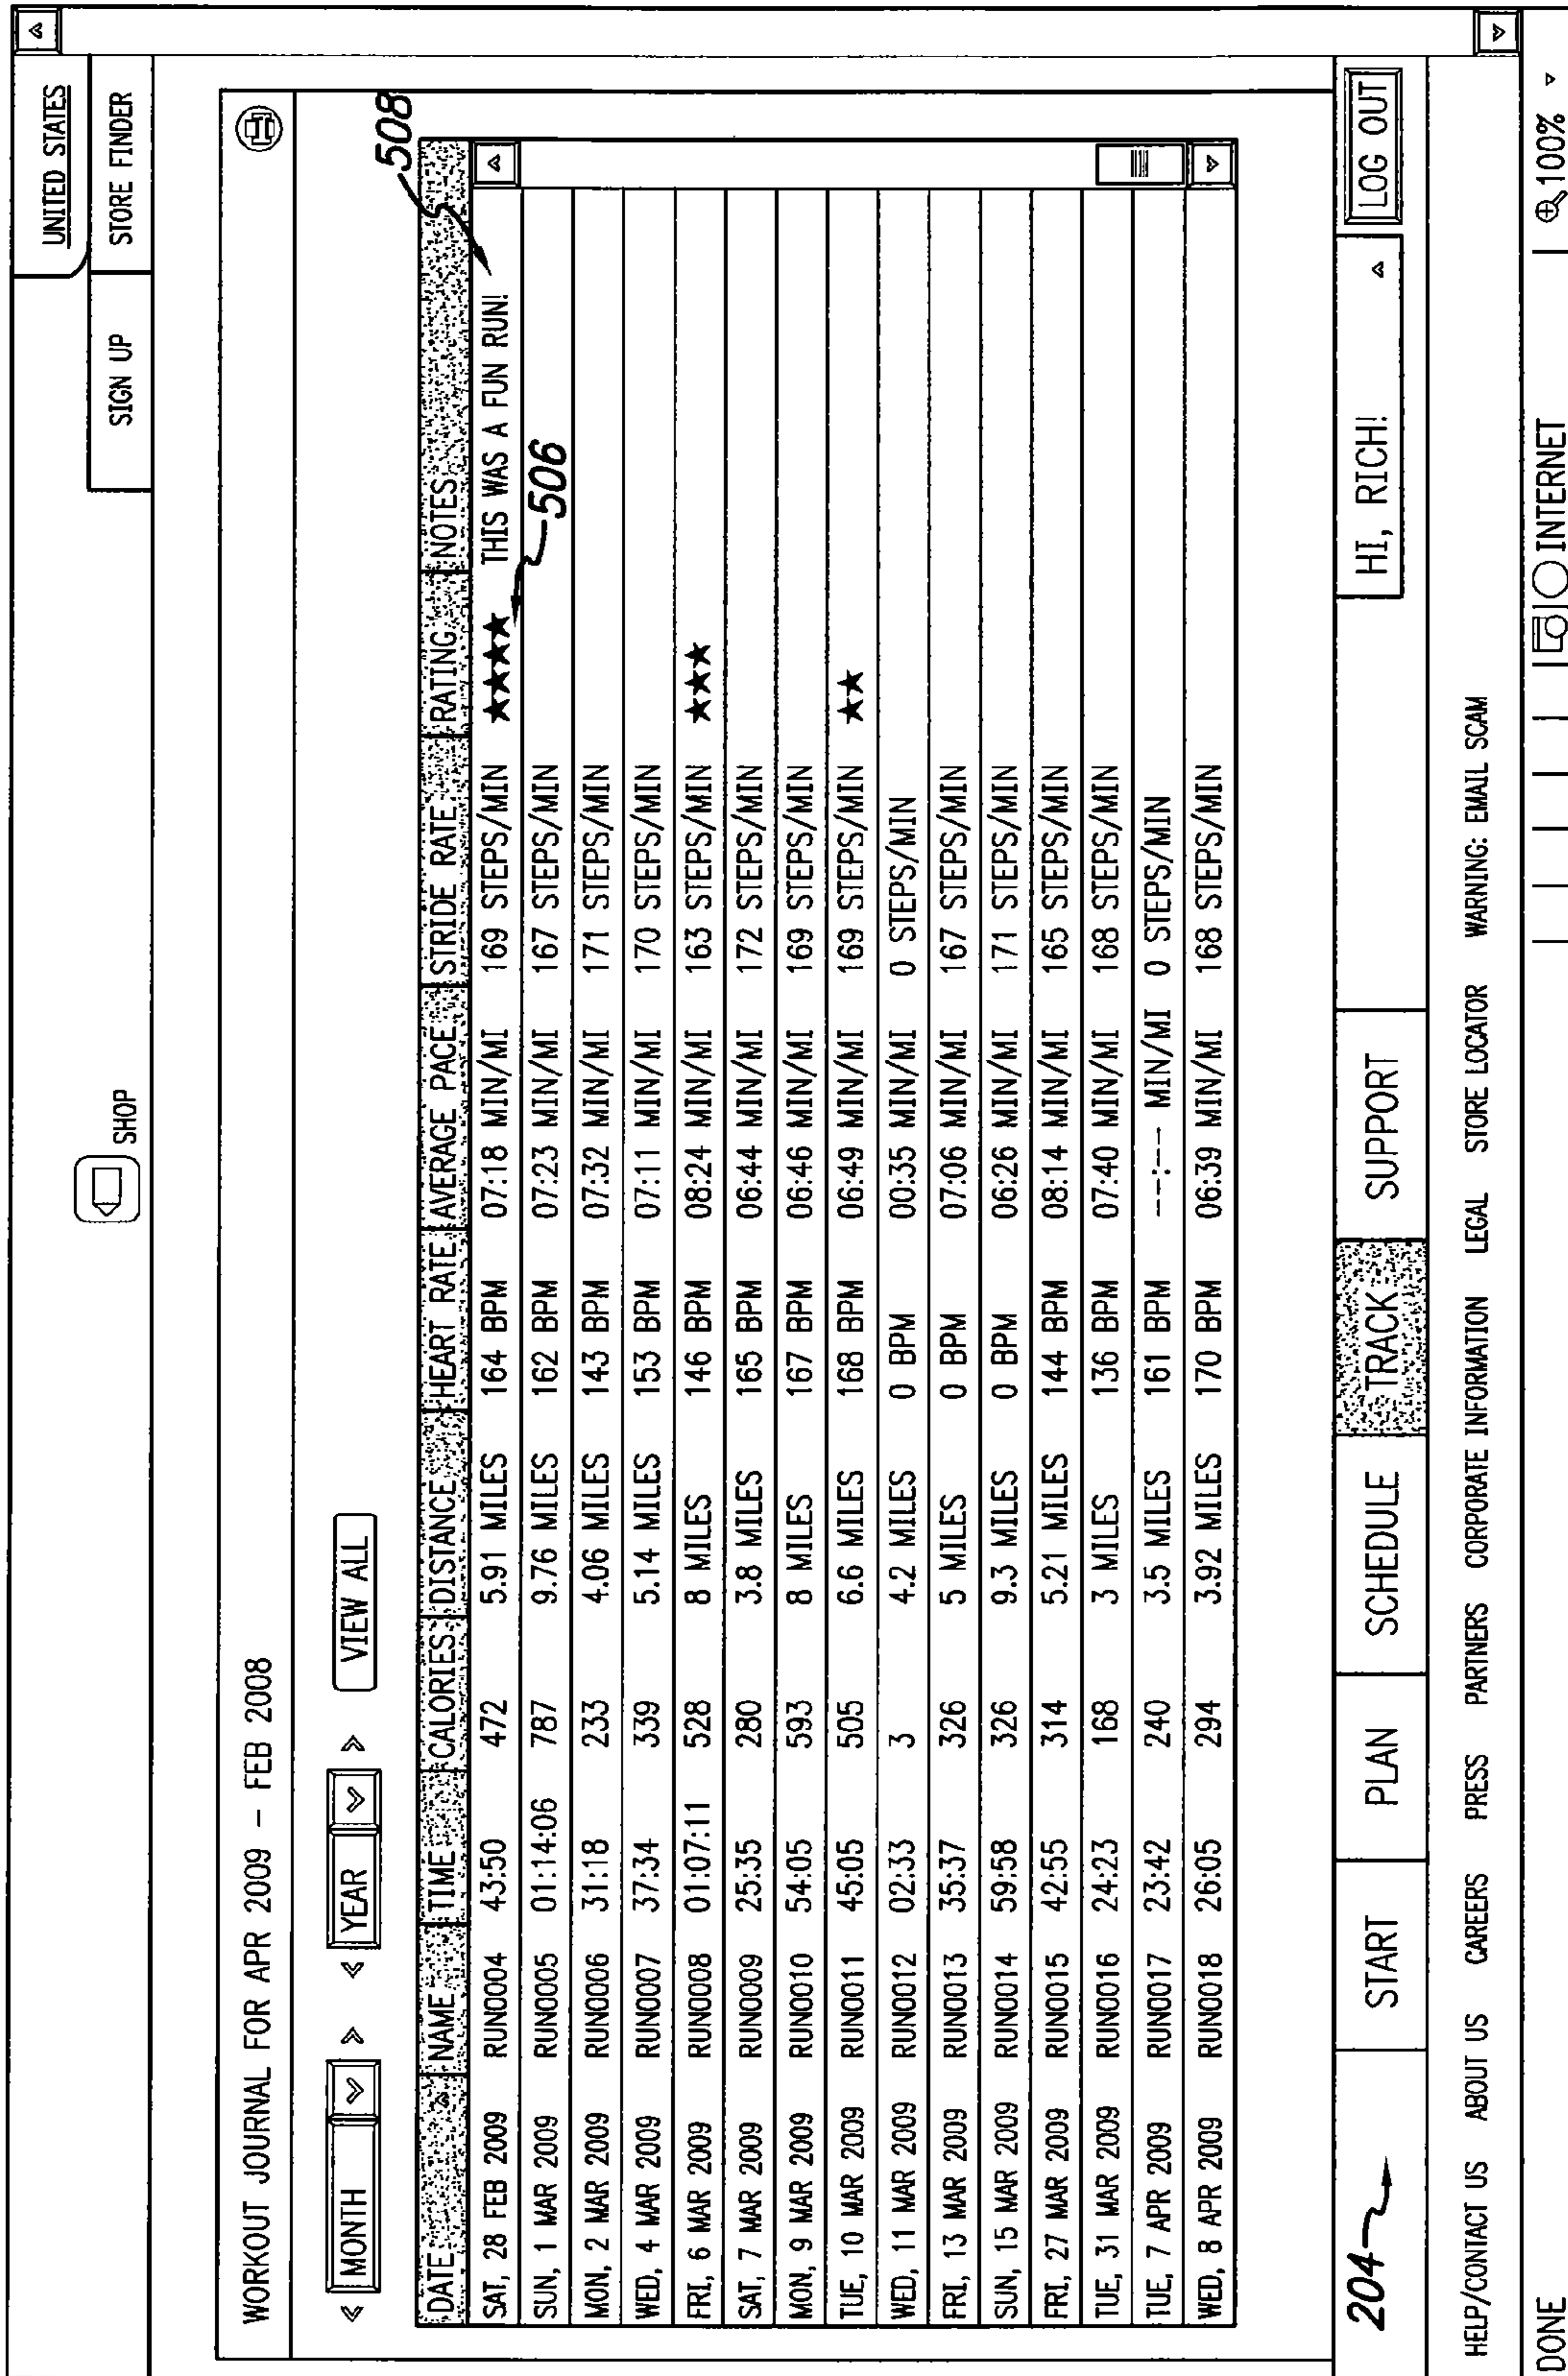 UNITED STATES
SHOP SIGN UP STORE FINDER
WORKOUT JOURNAL FOR APR 2009 – FEB 2008
MONTH YEAR VIEW ALL
508
DATE NAME TIME CALORIES DISTANCE HEART RATE AVERAGE PACE STRIDE RATE RATING NOTES
SAT, 28 FEB 2009 RUN0004 43:50 472 5.91 MILES 164 BPM 07:18 MIN/MI 169 STEPS/MIN ★★★★ THIS WAS A FUN RUN!
506
SUN, 1 MAR 2009 RUN0005 01:14:06 787 9.76 MILES 162 BPM 07:23 MIN/MI 167 STEPS/MIN
MON, 2 MAR 2009 RUN0006 31:18 233 4.06 MILES 143 BPM 07:32 MIN/MI 171 STEPS/MIN
WED, 4 MAR 2009 RUN0007 37:34 339 5.14 MILES 153 BPM 07:11 MIN/MI 170 STEPS/MIN
FRI, 6 MAR 2009 RUN0008 01:07:11 528 8 MILES 146 BPM 08:24 MIN/MI 163 STEPS/MIN ★★★
SAT, 7 MAR 2009 RUN0009 25:35 280 3.8 MILES 165 BPM 06:44 MIN/MI 172 STEPS/MIN
MON, 9 MAR 2009 RUN0010 54:05 593 8 MILES 167 BPM 06:46 MIN/MI 169 STEPS/MIN
TUE, 10 MAR 2009 RUN0011 45:05 505 6.6 MILES 168 BPM 06:49 MIN/MI 169 STEPS/MIN ★★
WED, 11 MAR 2009 RUN0012 02:33 3 4.2 MILES 0 BPM 00:35 MIN/MI 0 STEPS/MIN
FRI, 13 MAR 2009 RUN0013 35:37 326 5 MILES 0 BPM 07:06 MIN/MI 167 STEPS/MIN
SUN, 15 MAR 2009 RUN0014 59:58 326 9.3 MILES 0 BPM 06:26 MIN/MI 171 STEPS/MIN
FRI, 27 MAR 2009 RUN0015 42:55 314 5.21 MILES 144 BPM 08:14 MIN/MI 165 STEPS/MIN
TUE, 31 MAR 2009 RUN0016 24:23 168 3 MILES 136 BPM 07:40 MIN/MI 168 STEPS/MIN
TUE, 7 APR 2009 RUN0017 23:42 240 3.5 MILES 161 BPM --:-- MIN/MI 0 STEPS/MIN
WED, 8 APR 2009 RUN0018 26:05 294 3.92 MILES 170 BPM 06:39 MIN/MI 168 STEPS/MIN
204 START PLAN SCHEDULE TRACK SUPPORT HI, RICH! LOG OUT
HELP/CONTACT US ABOUT US CAREERS PRESS PARTNERS CORPORATE INFORMATION LEGAL STORE LOCATOR WARNING: EMAIL SCAM
DONE INTERNET 100%